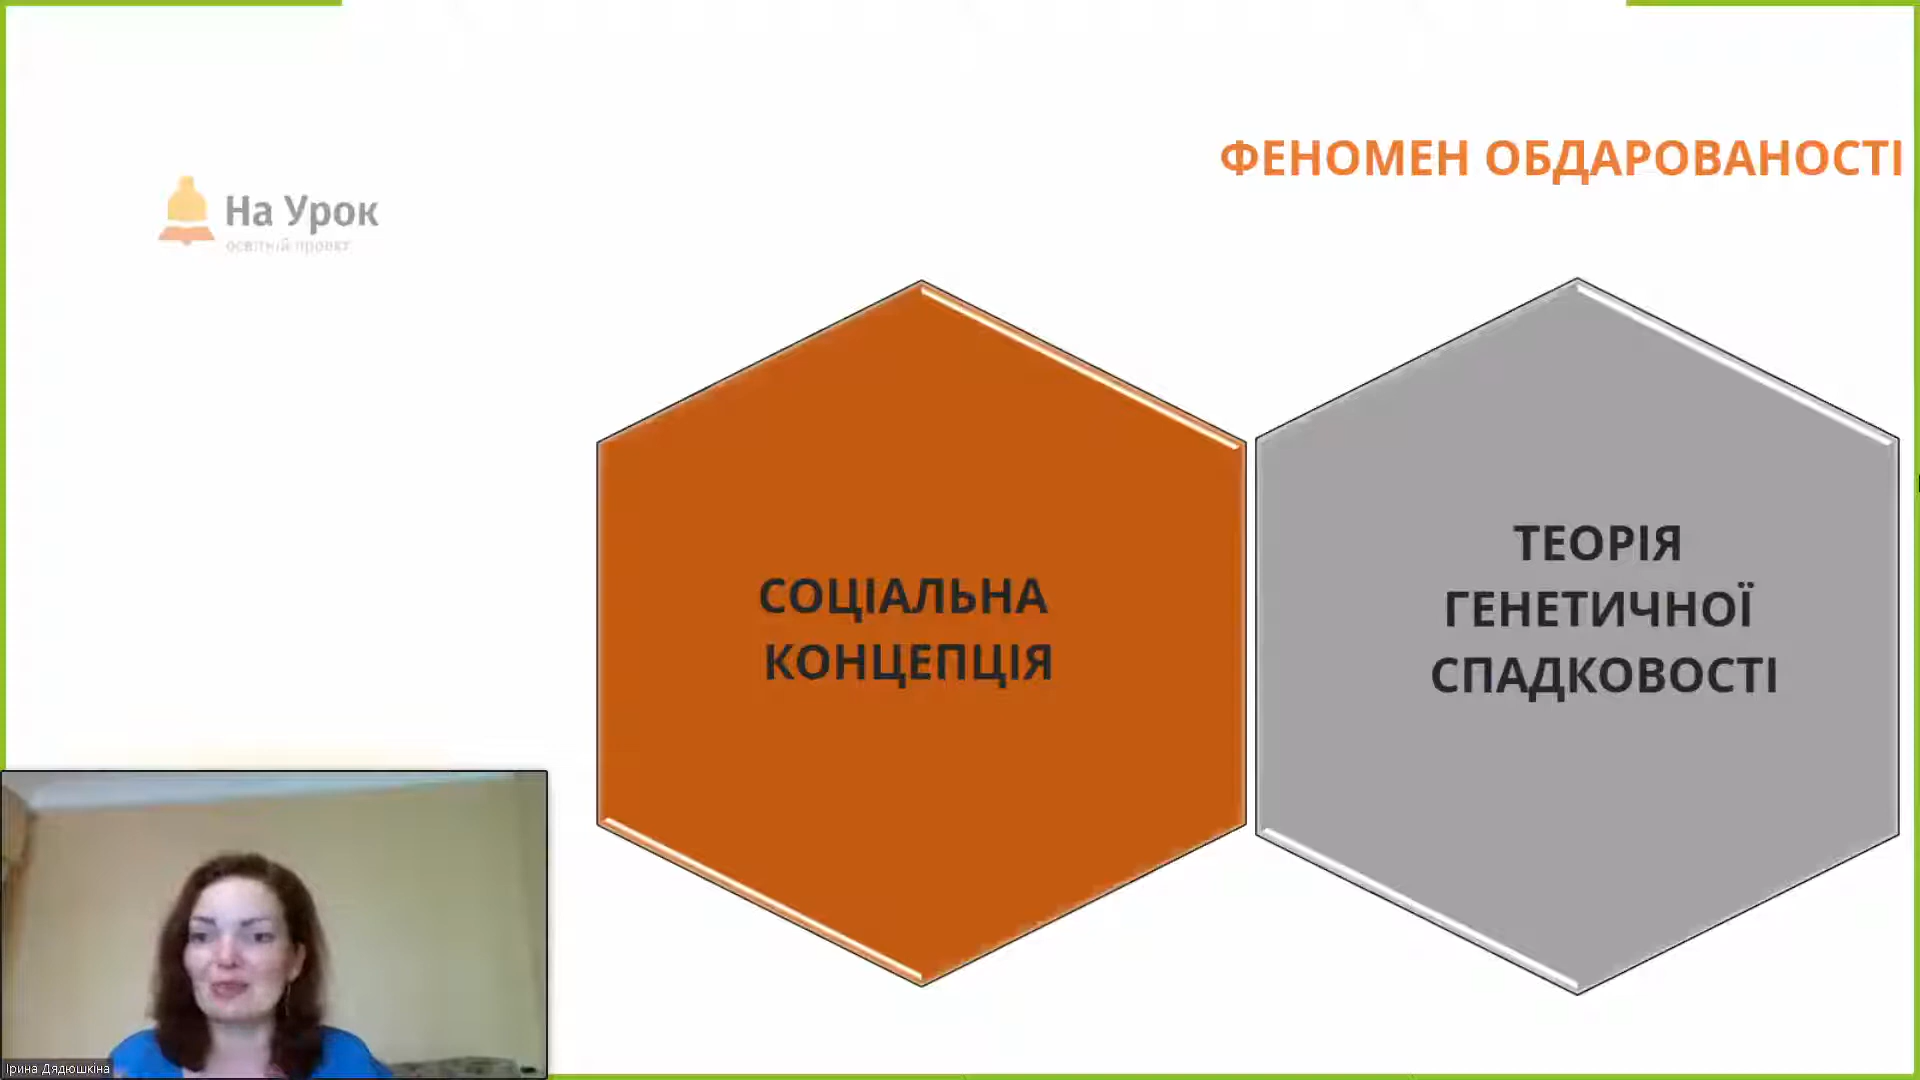 ФЕНОМЕН ОБДАРОВАНОСТІ
На Урок
освітній проект
СОЦІАЛЬНА
КОНЦЕПЦІЯ
ТЕОРІЯ
ГЕНЕТИЧНОЇ
СПАДКОВОСТІ
Ірина Дядюшкіна